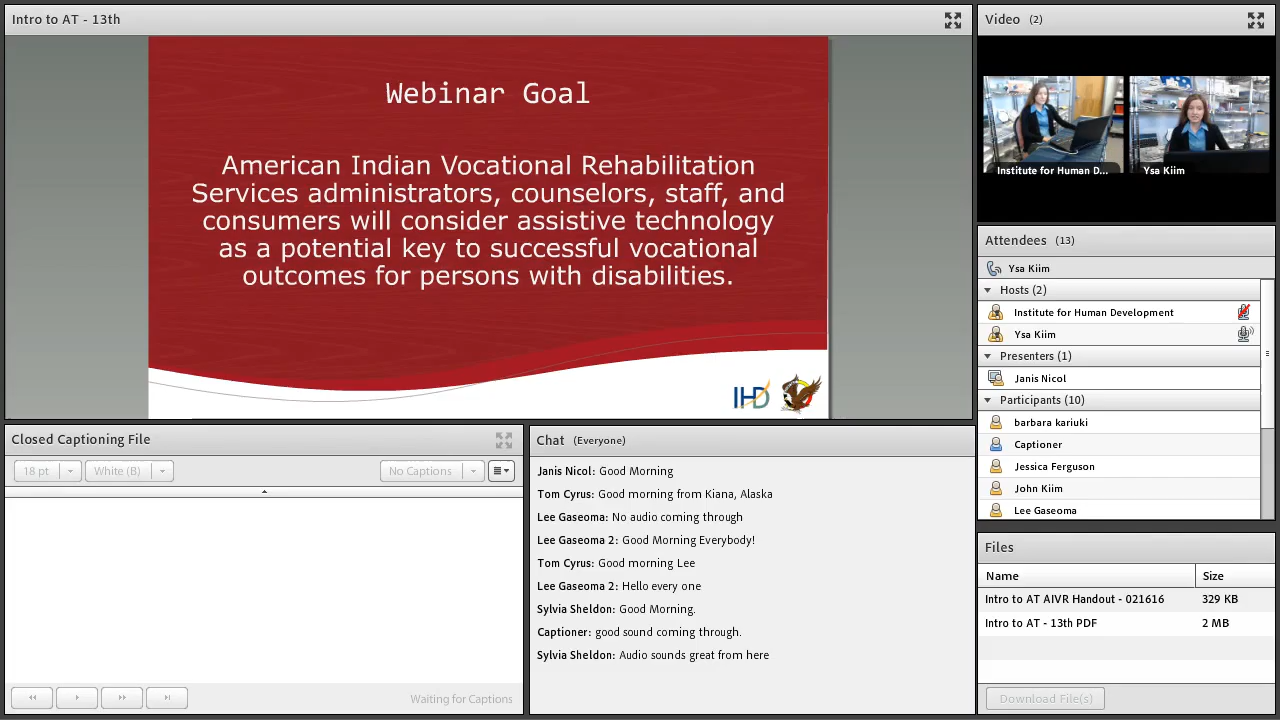 Intro to AT - 13th
Webinar Goal
American Indian Vocational Rehabilitation
Services administrators, counselors, staff, and
consumers will consider assistive technology
as a potential key to successful vocational
outcomes for persons with disabilities.
IHD
Video (2)
Institute for Human D...
Ysa Kiim
Attendees (13)
Ysa Kiim
Hosts (2)
Institute for Human Development
Ysa Kiim
Presenters (1)
Janis Nicol
Participants (10)
barbara kariuki
Captioner
Jessica Ferguson
John Kiim
Lee Gaseoma
Closed Captioning File
18 pt
White (B)
No Captions
Waiting for Captions
Chat (Everyone)
Janis Nicol: Good Morning
Tom Cyrus: Good morning from Kiana, Alaska
Lee Gaseoma: No audio coming through
Lee Gaseoma 2: Good Morning Everybody!
Tom Cyrus: Good morning Lee
Lee Gaseoma 2: Hello every one
Sylvia Sheldon: Good Morning.
Captioner: good sound coming through.
Sylvia Sheldon: Audio sounds great from here
Files
Name Size
Intro to AT AIVR Handout - 021616 329 KB
Intro to AT - 13th PDF 2 MB
Download File(s)